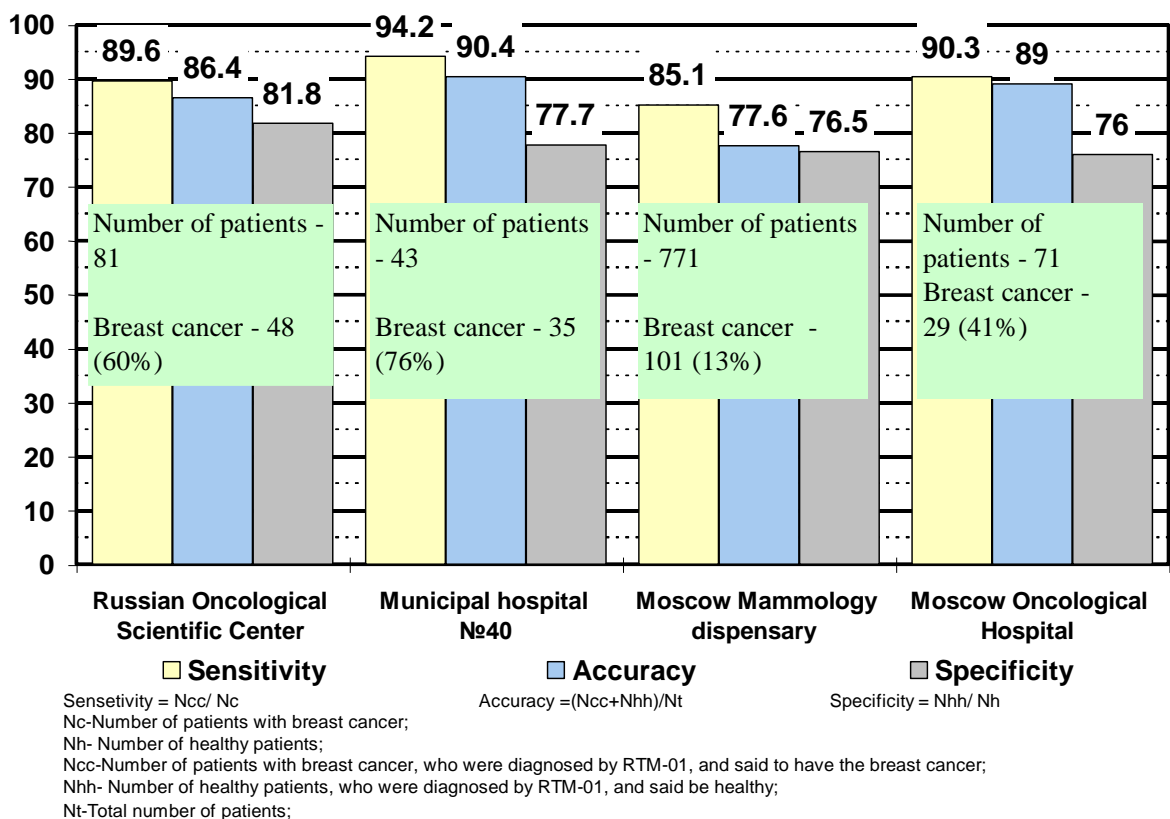 100
90
80
70
60
50
40
30
20
10
0
89.6
86.4
81.8
94.2
90.4
77.7
85.1
77.6
76.5
90.3
89
76
Number of patients -
81
Breast cancer - 48
(60%)
Number of patients
- 43
Breast cancer - 35
(76%)
Number of patients
- 771
Breast cancer -
101 (13%)
Number of
patients - 71
Breast cancer -
29 (41%)
Russian Oncological
Scientific Center
Municipal hospital
№40
Moscow Mammology
dispensary
Moscow Oncological
Hospital
Sensitivity
Accuracy
Specificity
Sensetivity = Ncc/ Nc
Accuracy =(Ncc+Nhh)/Nt
Specificity = Nhh/ Nh
Nc-Number of patients with breast cancer;
Nh- Number of healthy patients;
Ncc-Number of patients with breast cancer, who were diagnosed by RTM-01, and said to have the breast cancer;
Nhh- Number of healthy patients, who were diagnosed by RTM-01, and said be healthy;
Nt-Total number of patients;